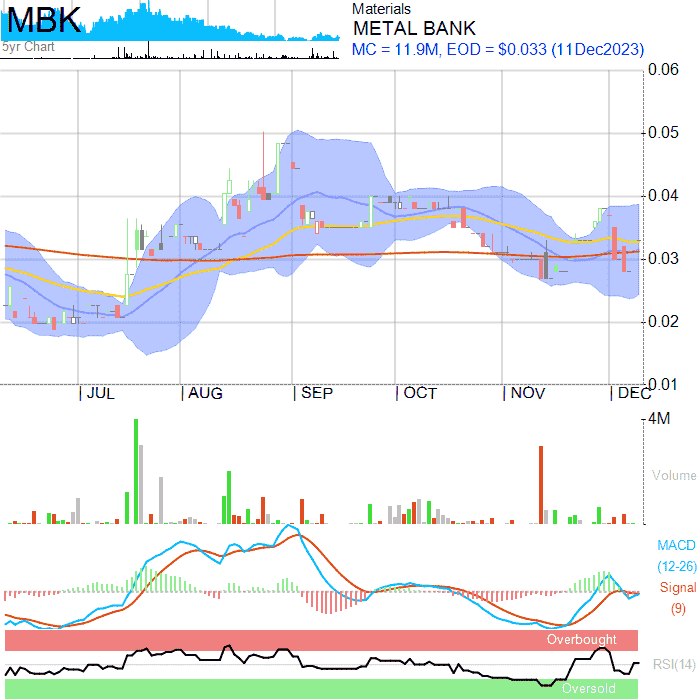 MBK
5yr Chart
Materials
METAL BANK
MC = 11.9M, EOD = $0.033 (11Dec2023)
0.06
0.05
0.04
0.03
0.02
0.01
JUL AUG SEP OCT NOV DEC
4M
Volume
MACD
(12-26)
Signal
(9)
Overbought
RSI(14)
Oversold